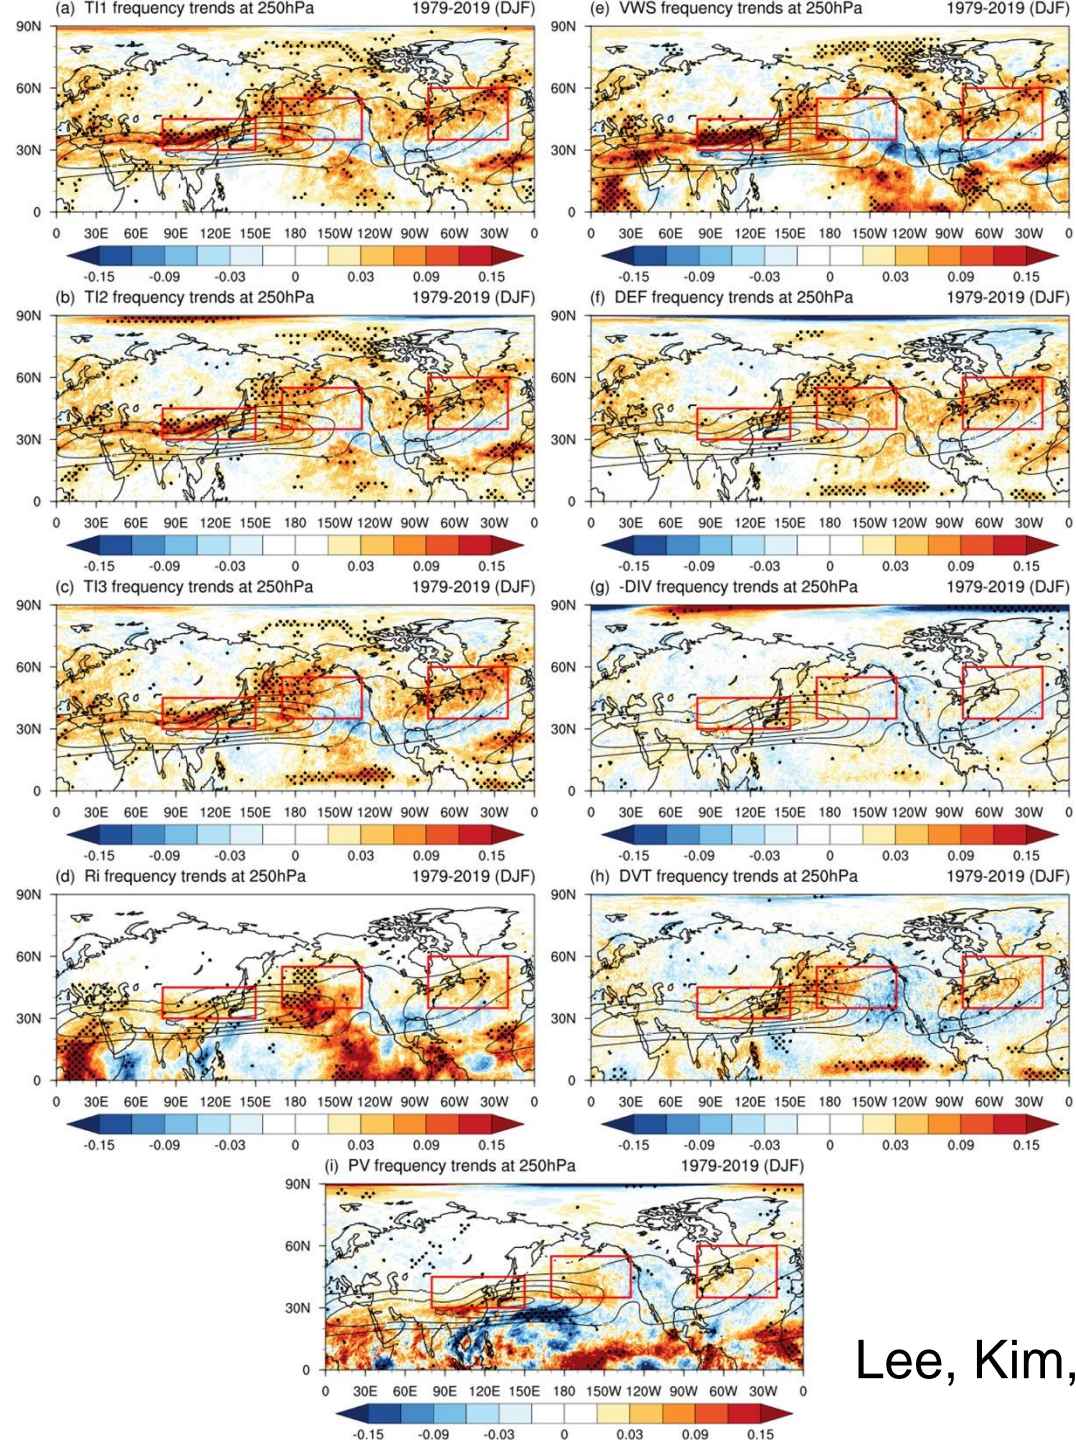 (a) TI1 frequency trends at 250hPa 1979-2019 (DJF)
90N
60N
30N
0
0 30E 60E 90E 120E 150E 180 150W 120W 90W 60W 30W 0
-0.15 -0.09 -0.03 0 0.03 0.09 0.15
(b) TI2 frequency trends at 250hPa 1979-2019 (DJF)
90N
60N
30N
0
0 30E 60E 90E 120E 150E 180 150W 120W 90W 60W 30W 0
-0.15 -0.09 -0.03 0 0.03 0.09 0.15
(c) TI3 frequency trends at 250hPa 1979-2019 (DJF)
90N
60N
30N
0
0 30E 60E 90E 120E 150E 180 150W 120W 90W 60W 30W 0
-0.15 -0.09 -0.03 0 0.03 0.09 0.15
(d) Ri frequency trends at 250hPa 1979-2019 (DJF)
90N
60N
30N
0
0 30E 60E 90E 120E 150E 180 150W 120W 90W 60W 30W 0
-0.15 -0.09 -0.03 0 0.03 0.09 0.15
(e) VWS frequency trends at 250hPa 1979-2019 (DJF)
90N
60N
30N
0
0 30E 60E 90E 120E 150E 180 150W 120W 90W 60W 30W 0
-0.15 -0.09 -0.03 0 0.03 0.09 0.15
(f) DEF frequency trends at 250hPa 1979-2019 (DJF)
90N
60N
30N
0
0 30E 60E 90E 120E 150E 180 150W 120W 90W 60W 30W 0
-0.15 -0.09 -0.03 0 0.03 0.09 0.15
(g) -DIV frequency trends at 250hPa 1979-2019 (DJF)
90N
60N
30N
0
0 30E 60E 90E 120E 150E 180 150W 120W 90W 60W 30W 0
-0.15 -0.09 -0.03 0 0.03 0.09 0.15
(h) DVT frequency trends at 250hPa 1979-2019 (DJF)
90N
60N
30N
0
0 30E 60E 90E 120E 150E 180 150W 120W 90W 60W 30W 0
-0.15 -0.09 -0.03 0 0.03 0.09 0.15
(i) PV frequency trends at 250hPa 1979-2019 (DJF)
90N
60N
30N
0
0 30E 60E 90E 120E 150E 180 150W 120W 90W 60W 30W 0
-0.15 -0.09 -0.03 0 0.03 0.09 0.15
Lee, Kim,